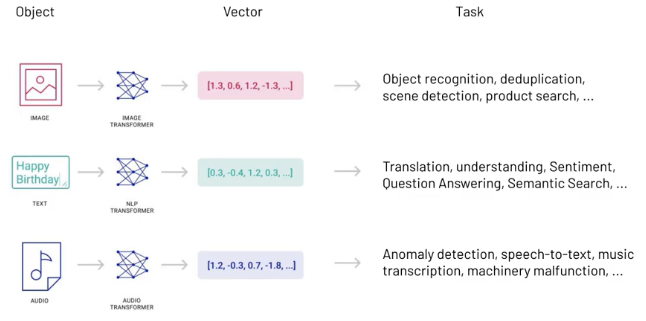 Object
Vector
Task
IMAGE
IMAGE
TRANSFORMER
[1.3, 0.6, 1.2, -1.3, ...]
Object recognition, deduplication,
scene detection, product search, ...
Happy
Birthday
TEXT
NLP
TRANSFORMER
[0.3, -0.4, 1.2, 0.3, ...]
Translation, understanding, Sentiment,
Question Answering, Semantic Search, ...
AUDIO
AUDIO
TRANSFORMER
[1.2, -0.3, 0.7, -1.8, ...]
Anomaly detection, speech-to-text, music
transcription, machinery malfunction, ...